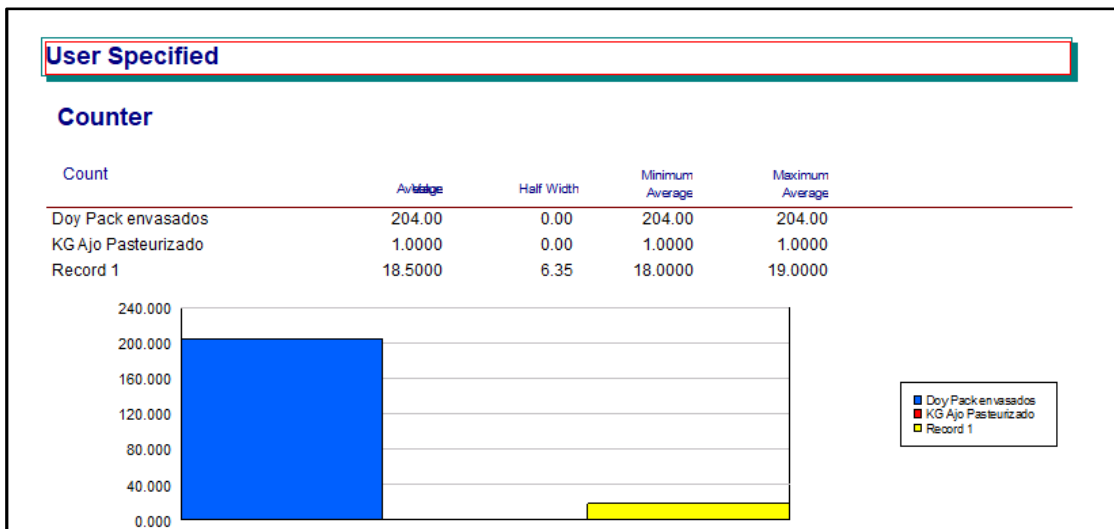 User Specified
Counter
Count Average Half Width Minimum Average Maximum Average
Doy Pack envasados 204.00 0.00 204.00 204.00
KG Ajo Pasteurizado 1.0000 0.00 1.0000 1.0000
Record 1 18.5000 6.35 18.0000 19.0000
240.000
200.000
160.000
120.000
80.000
40.000
0.000
Doy Pack envasados
KG Ajo Pasteurizado
Record 1